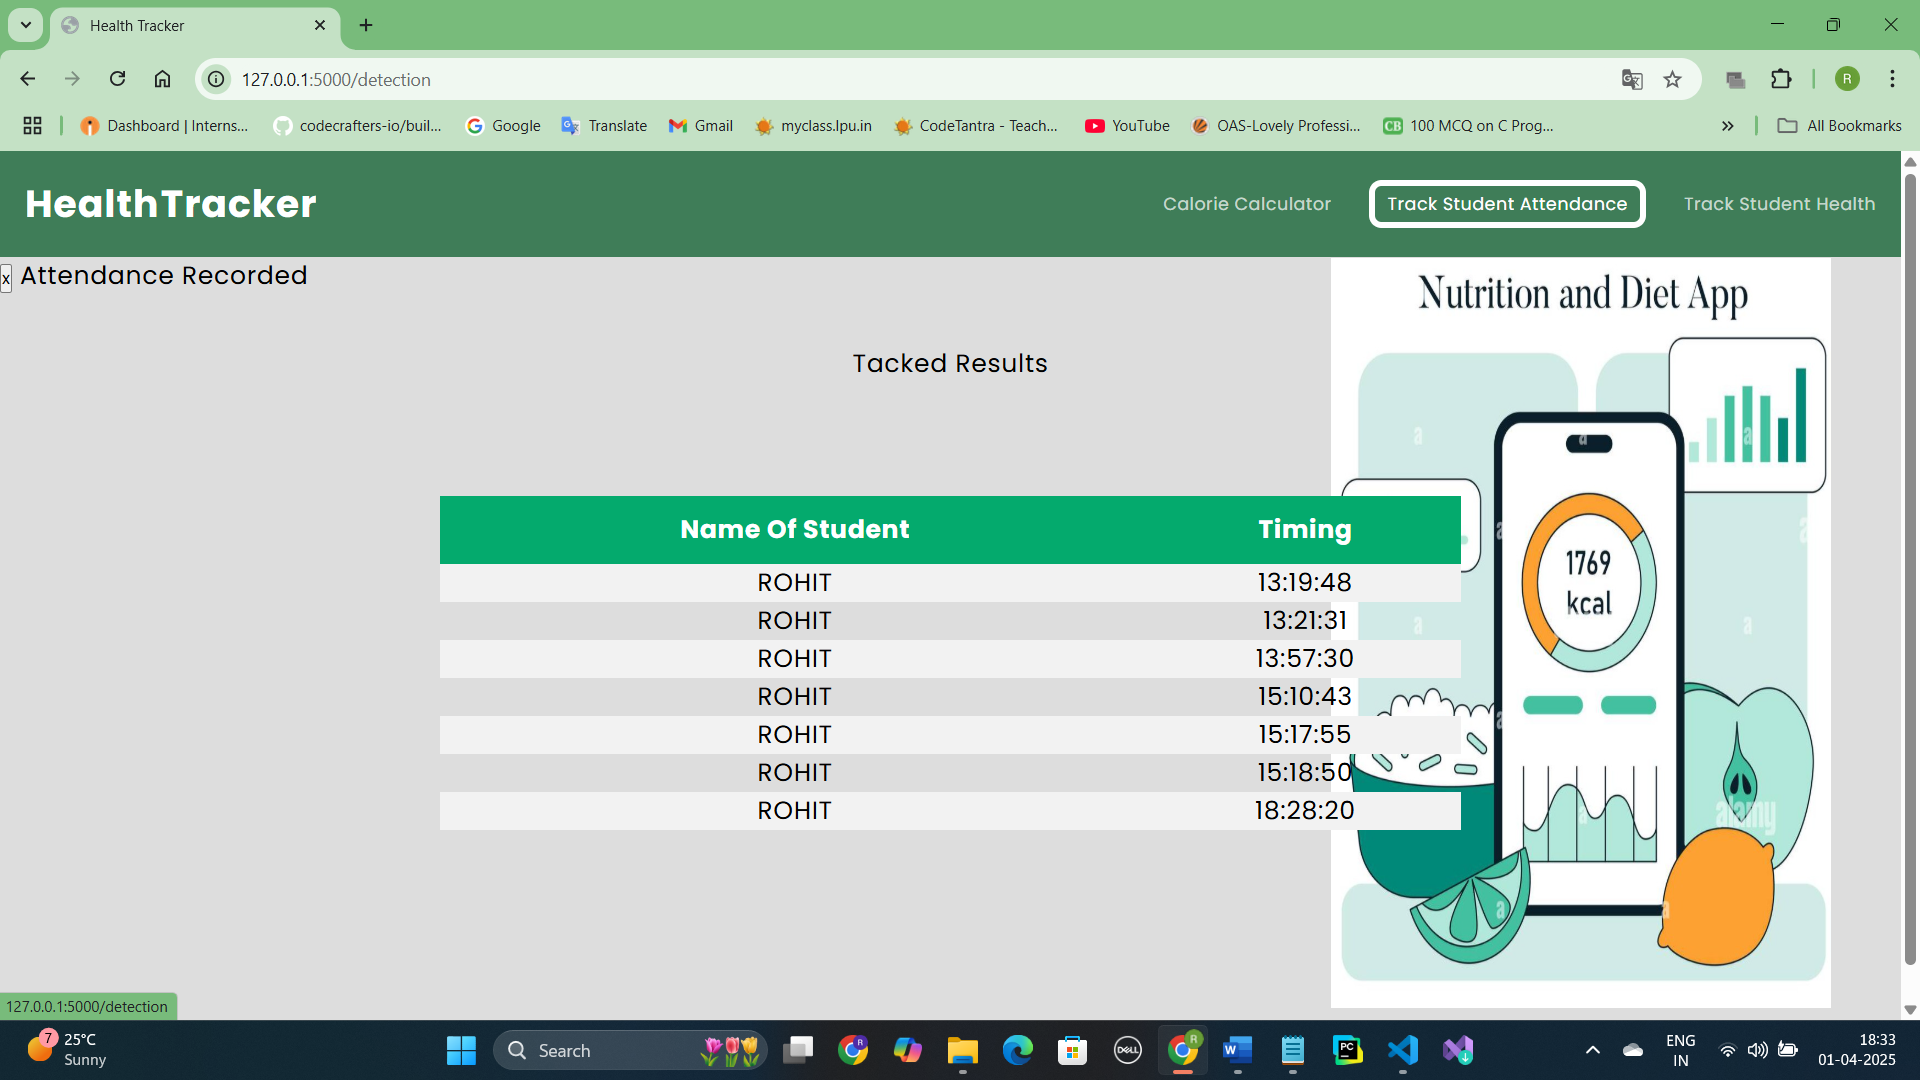 Health Tracker
127.0.0.1:5000/detection
R
Dashboard | Interns...
codecrafters-io/buil...
Google
Translate
Gmail
myclass.lpu.in
CodeTantra - Teach...
YouTube
OAS-Lovely Professi...
CB 100 MCQ on C Prog...
All Bookmarks
HealthTracker
Calorie Calculator
Track Student Attendance
Track Student Health
x Attendance Recorded
Nutrition and Diet App
Tacked Results
Name Of Student Timing
ROHIT 13:19:48
ROHIT 13:21:31
ROHIT 13:57:30
ROHIT 15:10:43
ROHIT 15:17:55
ROHIT 15:18:50
ROHIT 18:28:20
1769
kcal
alamy
127.0.0.1:5000/detection
7
25°C
Sunny
Search
DELL
R
W
PC
ENG
IN
18:33
01-04-2025